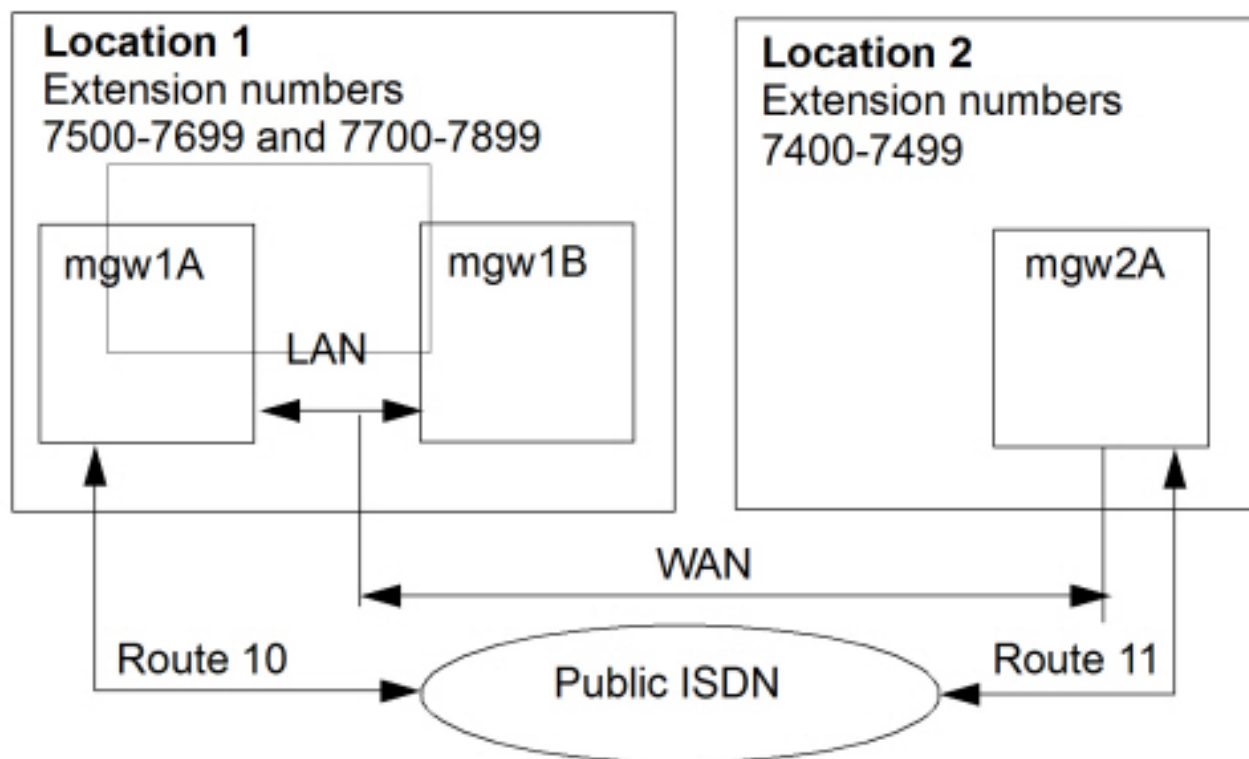 Location 1
Extension numbers
7500-7699 and 7700-7899
Location 2
Extension numbers
7400-7499
mgw1A
mgw1B
mgw2A
LAN
WAN
Route 10
Public ISDN
Route 11